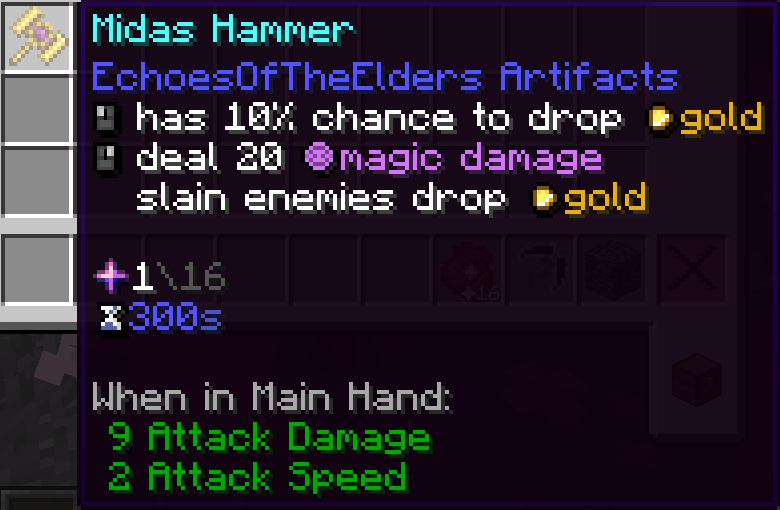 Midas Hammer
EchoesOfTheElders Artifacts
has 10% chance to drop gold
deal 20 magic damage
slain enemies drop gold
1\16
300s
When in Main Hand:
9 Attack Damage
2 Attack Speed
16